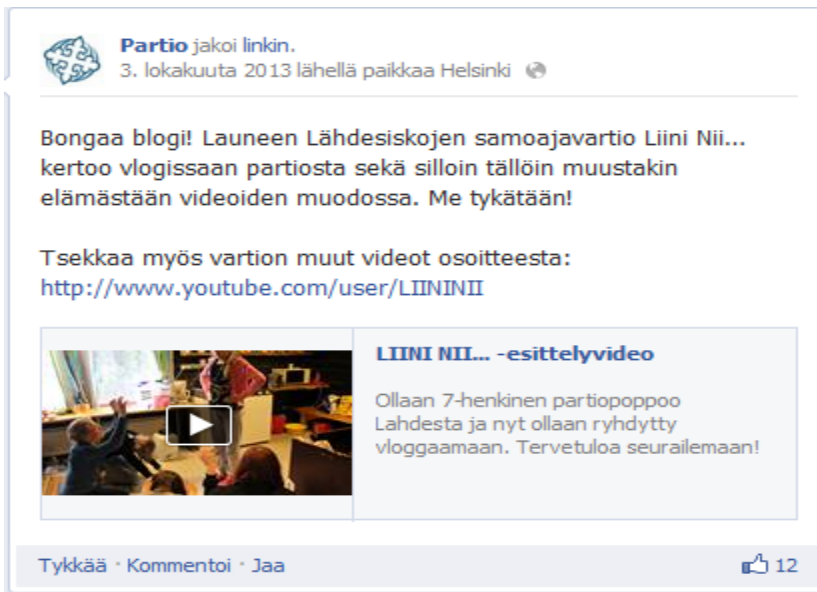 Partio jakoi linkin.
3. lokakuuta 2013 lähellä paikkaa Helsinki
Bongaa blogi! Launeen Lähdesiskojen samoajavartio Liini Nii...
kertoo vlogissaan partiosta sekä silloin tällöin muustakin
elämästään videoiden muodossa. Me tykätään!
Tsekkaa myös vartion muut videot osoitteesta:
http://www.youtube.com/user/LIININII
LIINI NII... -esittelyvideo
Ollaan 7-henkinen partiopoppoo
Lahdesta ja nyt ollaan ryhdytty
vloggaamaan. Tervetuloa seurailemaan!
Tykkää · Kommentoi · Jaa 12